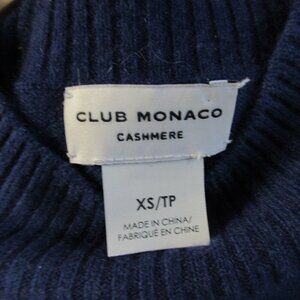 CLUB MONACO
CASHMERE
XS/TP
MADE IN CHINA/
FABRIQUÉ EN CHINE